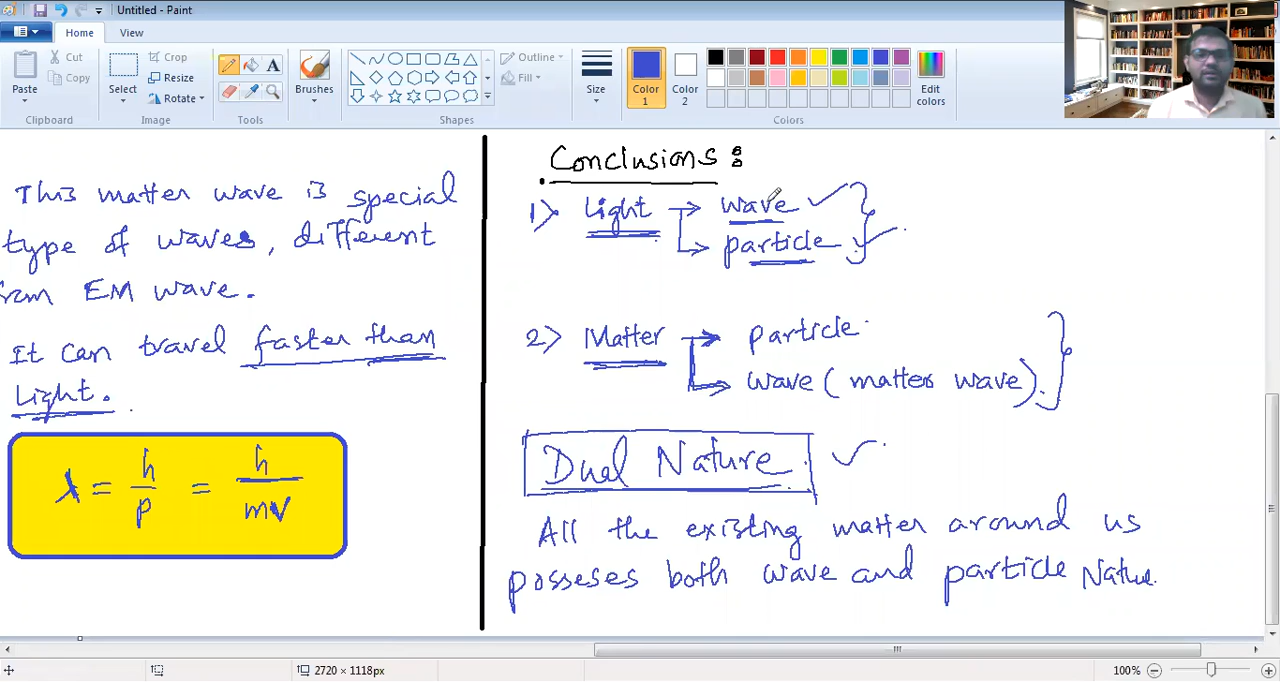 Untitled - Paint
Home
View
Paste
Cut
Copy
Clipboard
Select
Crop
Resize
Rotate
Image
A
Tools
Brushes
Outline
Fill
Shapes
Size
Color
1
Color
2
Edit
colors
Colors
This matter wave is special
type of waves, different
from EM wave.
It can travel faster than
Light.
λ = h/p = h/mv
Conclusions :
1) Light → wave ✓
→ particle ✓
2) Matter → particle
→ wave (matter wave).
Dual Nature. ✓
All the existing matter around us
posseses both wave and particle Nature.
2720 × 1118px
100%